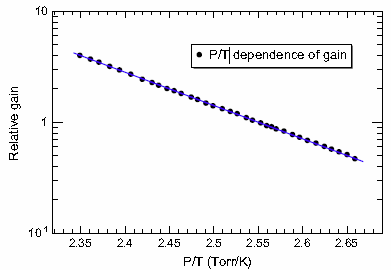 10
P/T dependence of gain
Relative gain
1
10-1
2.35 2.4 2.45 2.5 2.55 2.6 2.65
P/T (Torr/K)